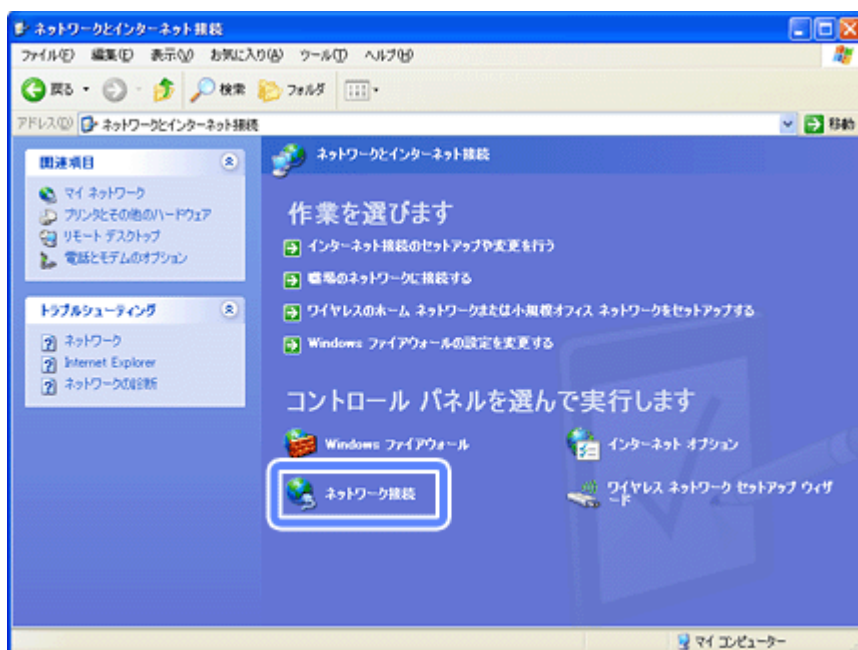 ネットワークとインターネット接続
ファイル(F) 編集(E) 表示(V) お気に入り(A) ツール(T) ヘルプ(H)
戻る 検索 フォルダ
アドレス(D) ネットワークとインターネット接続 移動
関連項目
マイ ネットワーク
プリンタとその他のハードウェア
リモート デスクトップ
電話とモデムのオプション
トラブルシューティング
ネットワーク
Internet Explorer
ネットワークの診断
ネットワークとインターネット接続
作業を選びます
インターネット接続のセットアップや変更を行う
職場のネットワークに接続する
ワイヤレスのホーム ネットワークまたは小規模オフィス ネットワークをセットアップする
Windows ファイアウォールの設定を変更する
コントロール パネルを選んで実行します
Windows ファイアウォール
インターネット オプション
ネットワーク接続
ワイヤレス ネットワーク セットアップ ウィザ
ード
マイ コンピューター